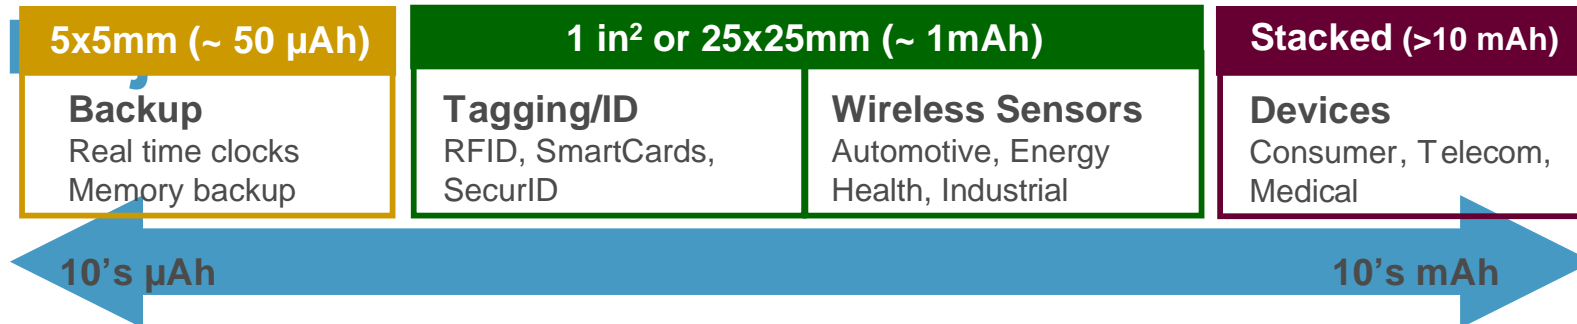 5x5mm (~ 50 µAh)
Backup
Real time clocks
Memory backup
1 in² or 25x25mm (~ 1mAh)
Tagging/ID
RFID, SmartCards,
SecurID
Wireless Sensors
Automotive, Energy
Health, Industrial
Stacked (>10 mAh)
Devices
Consumer, Telecom,
Medical
10’s µAh
10’s mAh